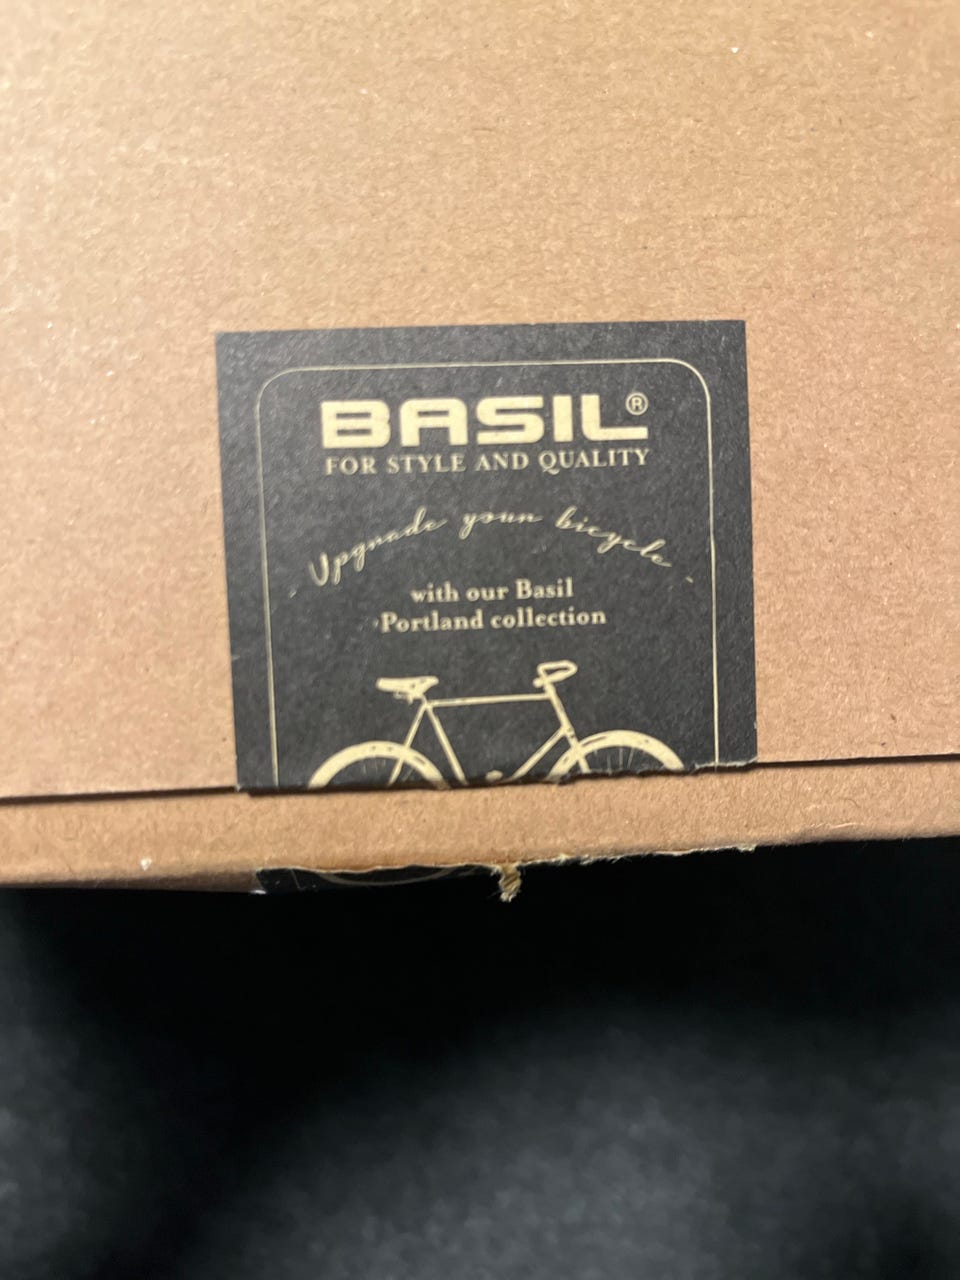 BASIL®
FOR STYLE AND QUALITY
Upgrade your bicycle
with our Basil
Portland collection